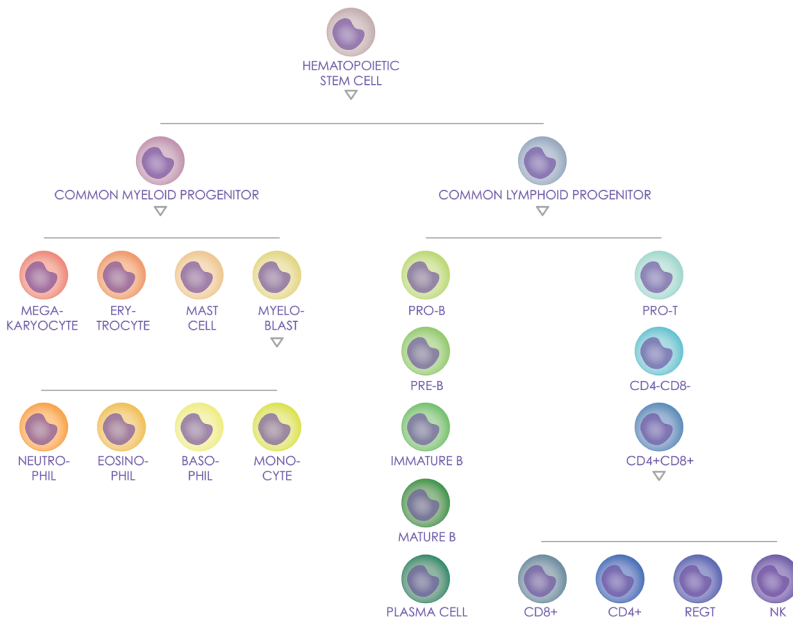 HEMATOPOIETIC
STEM CELL
COMMON MYELOID PROGENITOR
COMMON LYMPHOID PROGENITOR
MEGA-
KARYOCYTE
ERY-
TROCYTE
MAST
CELL
MYELO-
BLAST
PRO-B
PRO-T
PRE-B
CD4-CD8-
NEUTRO-
PHIL
EOSINO-
PHIL
BASO-
PHIL
MONO-
CYTE
IMMATURE B
CD4+CD8+
MATURE B
PLASMA CELL
CD8+
CD4+
REGT
NK